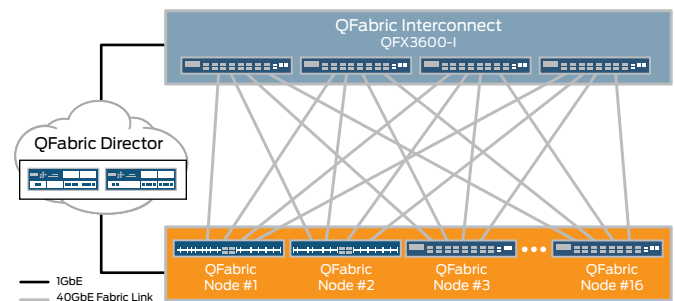 QFabric Interconnect
QFX3600-I
QFabric Director
QFabric
Node #1
QFabric
Node #2
QFabric
Node #3
QFabric
Node #16
1GbE
40GbE Fabric Link